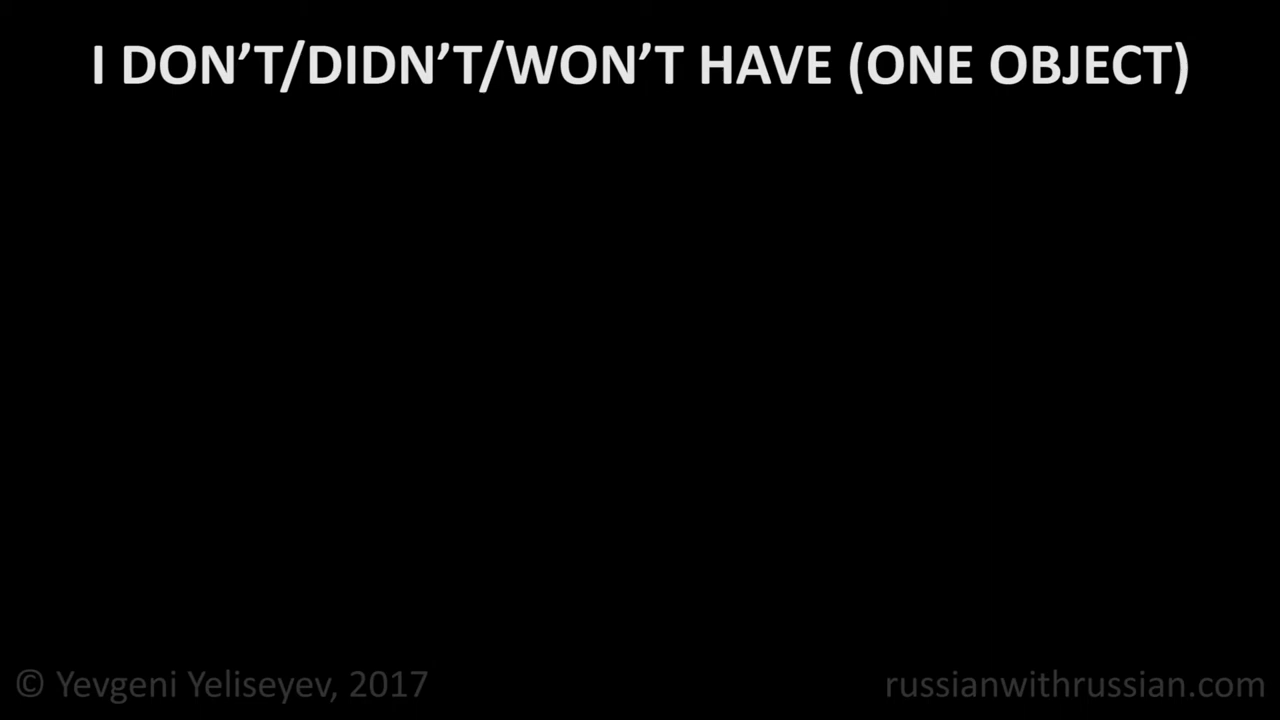 I DON’T/DIDN’T/WON’T HAVE (ONE OBJECT)
© Yevgeni Yeliseyev, 2017
russianwithrussian.com